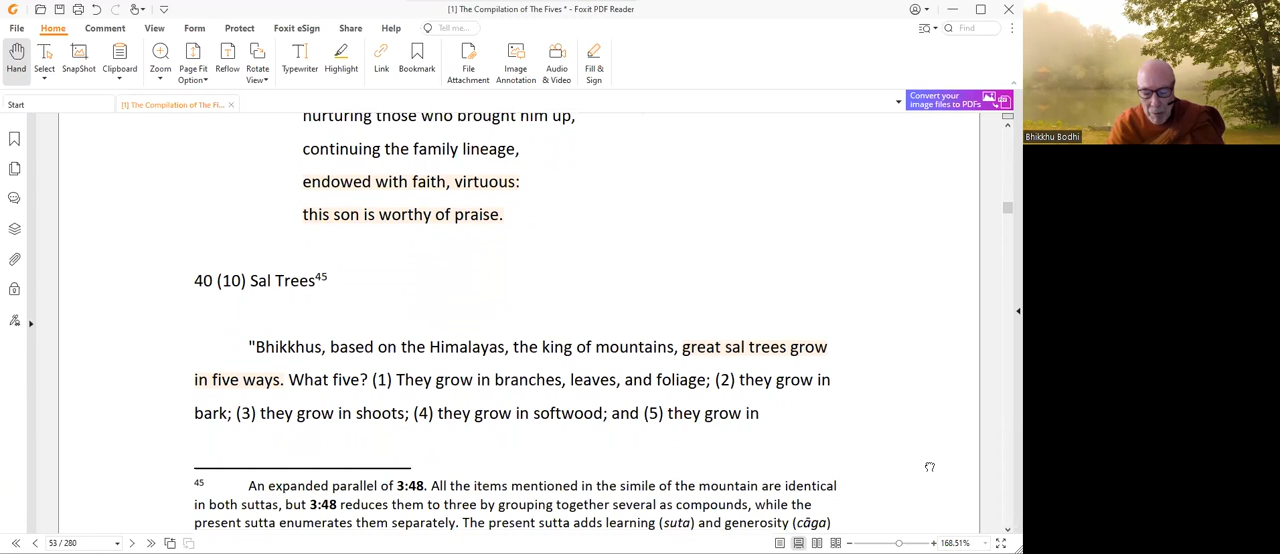 [1] The Compilation of The Fives * - Foxit PDF Reader
File Home Comment View Form Protect Foxit eSign Share Help Tell me... Find
Hand Select SnapShot Clipboard Zoom Page Fit Option Reflow Rotate View Typewriter Highlight Link Bookmark File Attachment Image Annotation Audio & Video Fill & Sign
Start [1] The Compilation of The Fives...
Convert your image files to PDFs
Bhikkhu Bodhi
nurturing those who brought him up,
continuing the family lineage,
endowed with faith, virtuous:
this son is worthy of praise.
40 (10) Sal Trees45
"Bhikkhus, based on the Himalayas, the king of mountains, great sal trees grow
in five ways. What five? (1) They grow in branches, leaves, and foliage; (2) they grow in
bark; (3) they grow in shoots; (4) they grow in softwood; and (5) they grow in
45 An expanded parallel of 3:48. All the items mentioned in the simile of the mountain are identical
in both suttas, but 3:48 reduces them to three by grouping together several as compounds, while the
present sutta enumerates them separately. The present sutta adds learning (suta) and generosity (cāga)
53 / 280 168.51%